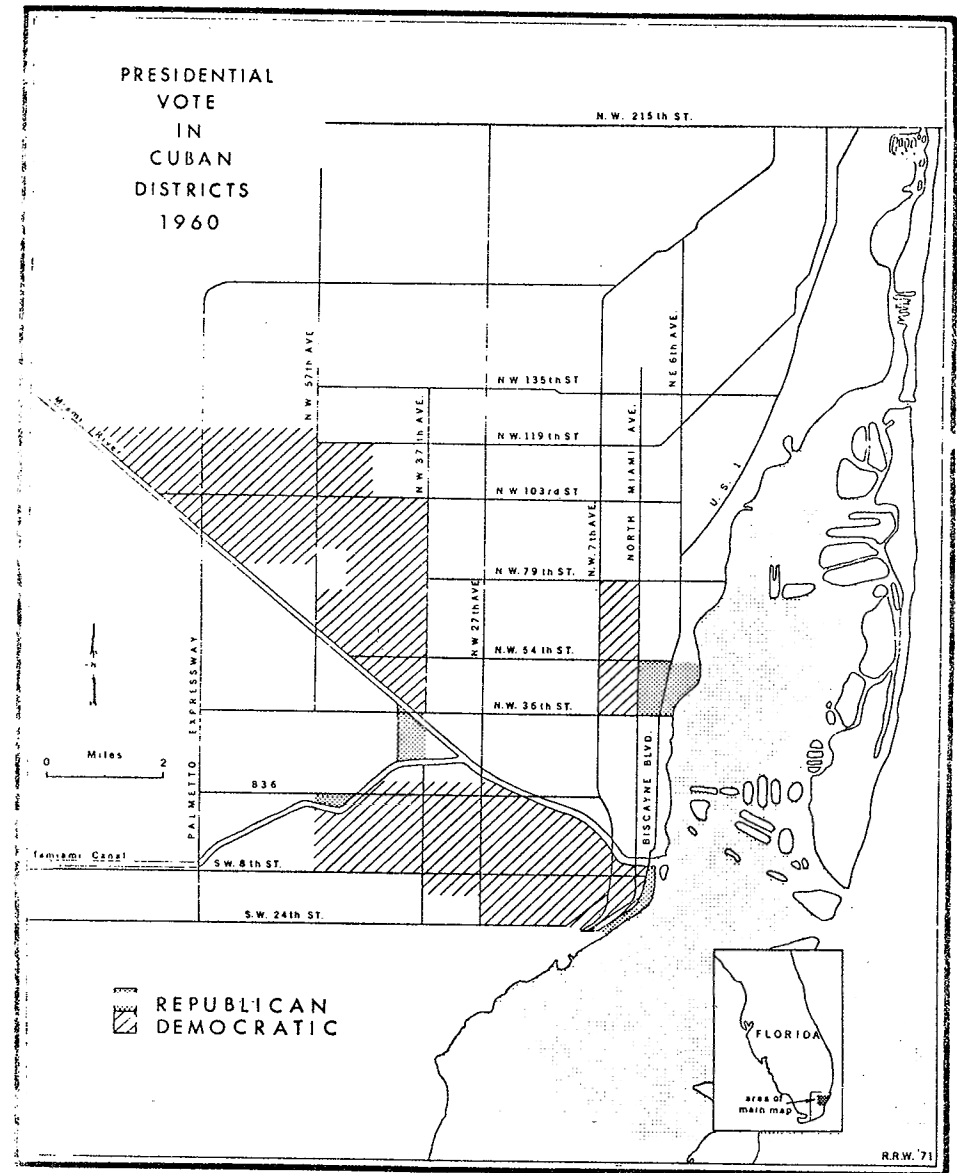 PRESIDENTIAL
VOTE
IN
CUBAN
DISTRICTS
1960
N.W. 215th ST.
N W 57th AVE
N.E. 6th AVE.
N W 135th ST
Miami River
N W 37th AVE.
N W. 119th ST
NORTH MIAMI AVE.
U.S. 1
N W 103rd ST
N.W. 7th AVE.
N.W. 79th ST.
N.W 27th AVE
N.W. 54th ST.
PALMETTO EXPRESSWAY
N
N.W. 36th ST.
Miles
0 2
BISCAYNE BLVD.
836
Tamiami Canal
S.W. 8th ST.
S.W. 24th ST.
REPUBLICAN
DEMOCRATIC
FLORIDA
area of
main map
R.R.W. '71